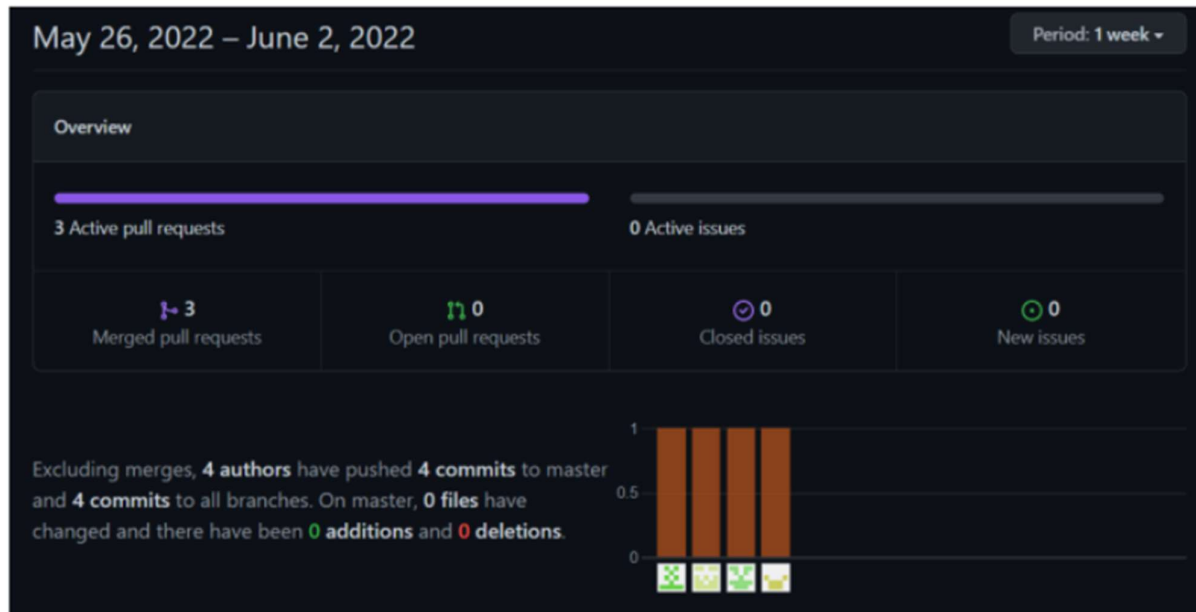 May 26, 2022 – June 2, 2022
Period: 1 week
Overview
3 Active pull requests
0 Active issues
3
Merged pull requests
0
Open pull requests
0
Closed issues
0
New issues
Excluding merges, 4 authors have pushed 4 commits to master
and 4 commits to all branches. On master, 0 files have
changed and there have been 0 additions and 0 deletions.
1
0.5
0